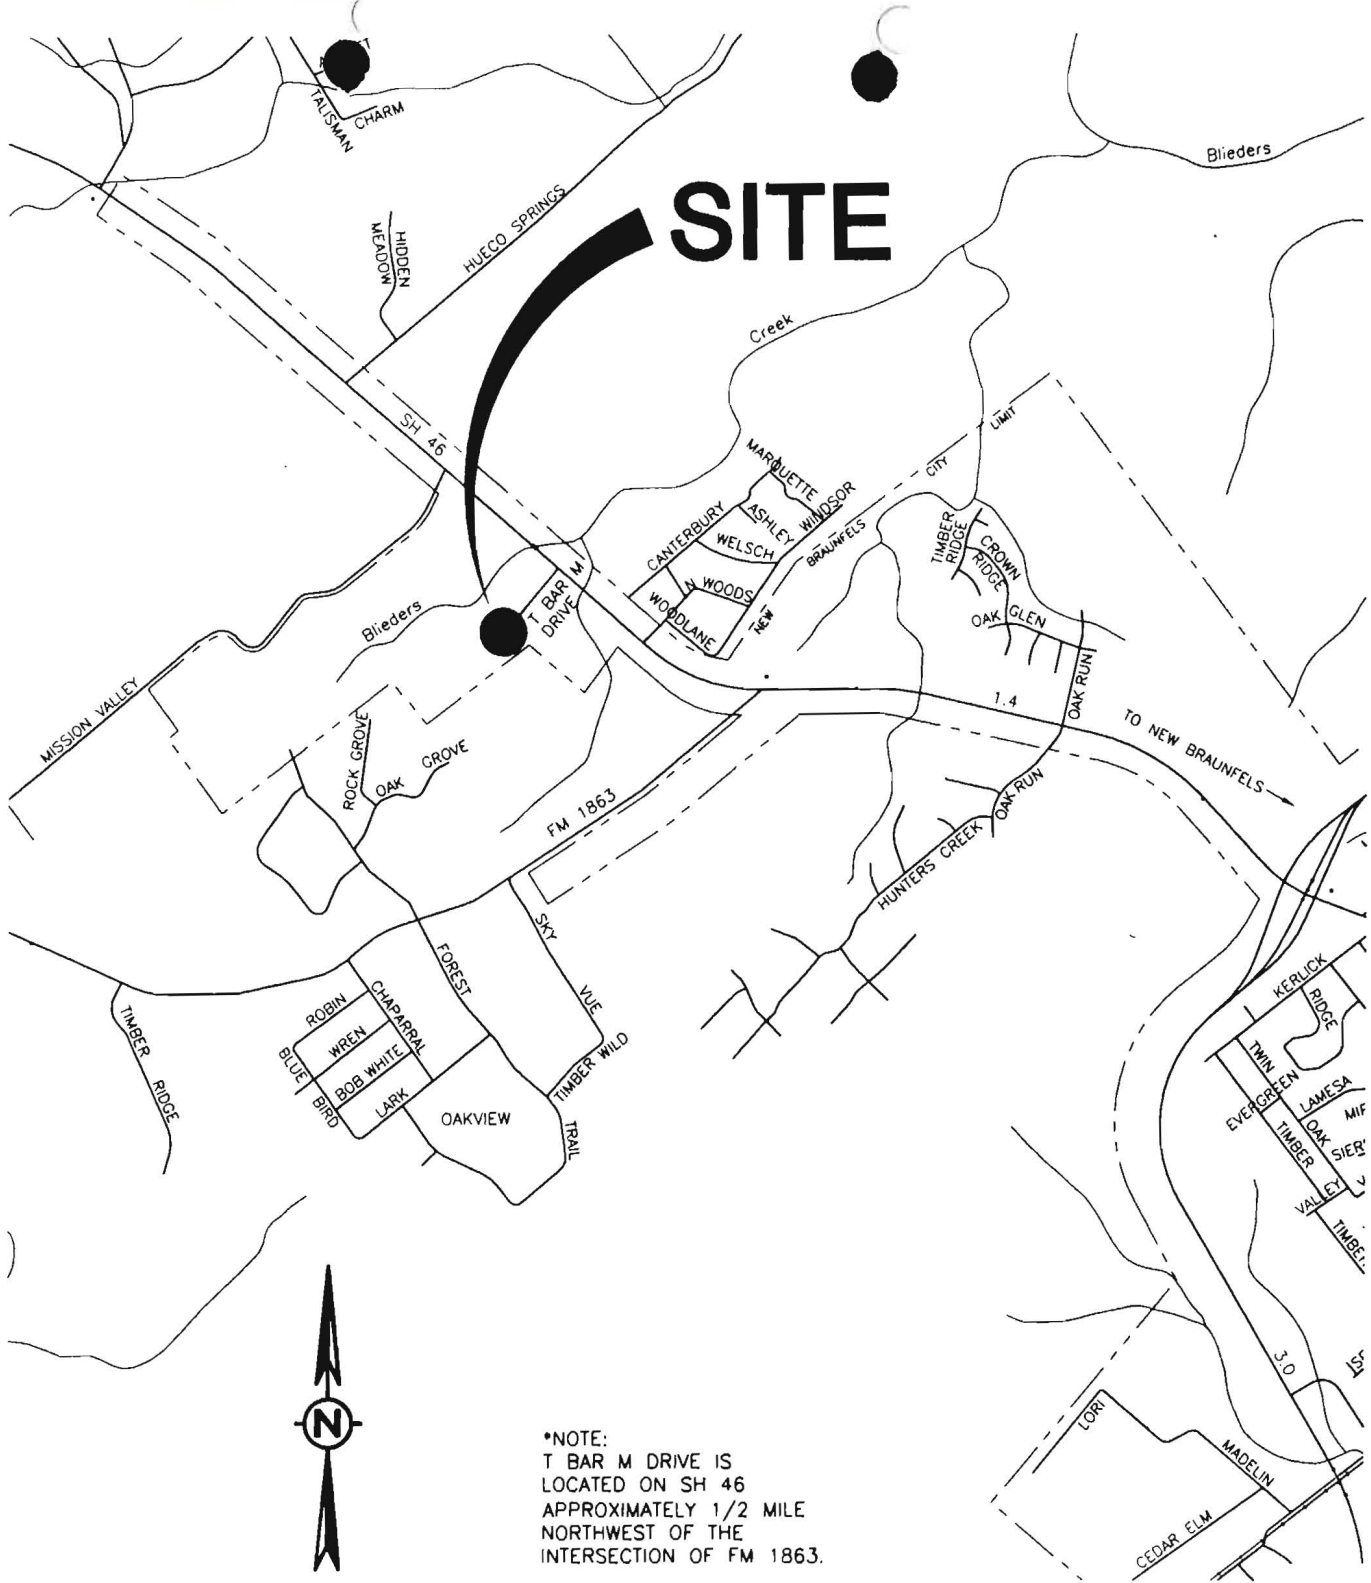 TALISMAN
CHARM
Blieders
SITE
HUECO SPRINGS
HIDDEN
MEADOW
Creek
SH 46
LIMIT
CITY
BRAUNFELS
NEW
MARQUETTE
WINDSOR
ASHLEY
CANTERBURY
WELSCH
N WOODS
WOODLANE
TIMBER
RIDGE
CROWN
RIDGE
OAK GLEN
OAK RUN
T BAR M
DRIVE
Blieders
MISSION VALLEY
1.4
TO NEW BRAUNFELS
ROCK GROVE
OAK GROVE
FM 1863
OAK RUN
HUNTERS CREEK
SKY VUE
FOREST
KERLICK
RIDGE
TIMBER RIDGE
ROBIN
CHAPARRAL
WREN
BLUE BIRD
BOB WHITE
LARK
OAKVIEW
TIMBER WILD
TRAIL
TWIN
EVERGREEN
LAMESA
OAK
TIMBER
VALLEY
3.0
LORI
MADELIN
CEDAR ELM
N
*NOTE:
T BAR M DRIVE IS
LOCATED ON SH 46
APPROXIMATELY 1/2 MILE
NORTHWEST OF THE
INTERSECTION OF FM 1863.